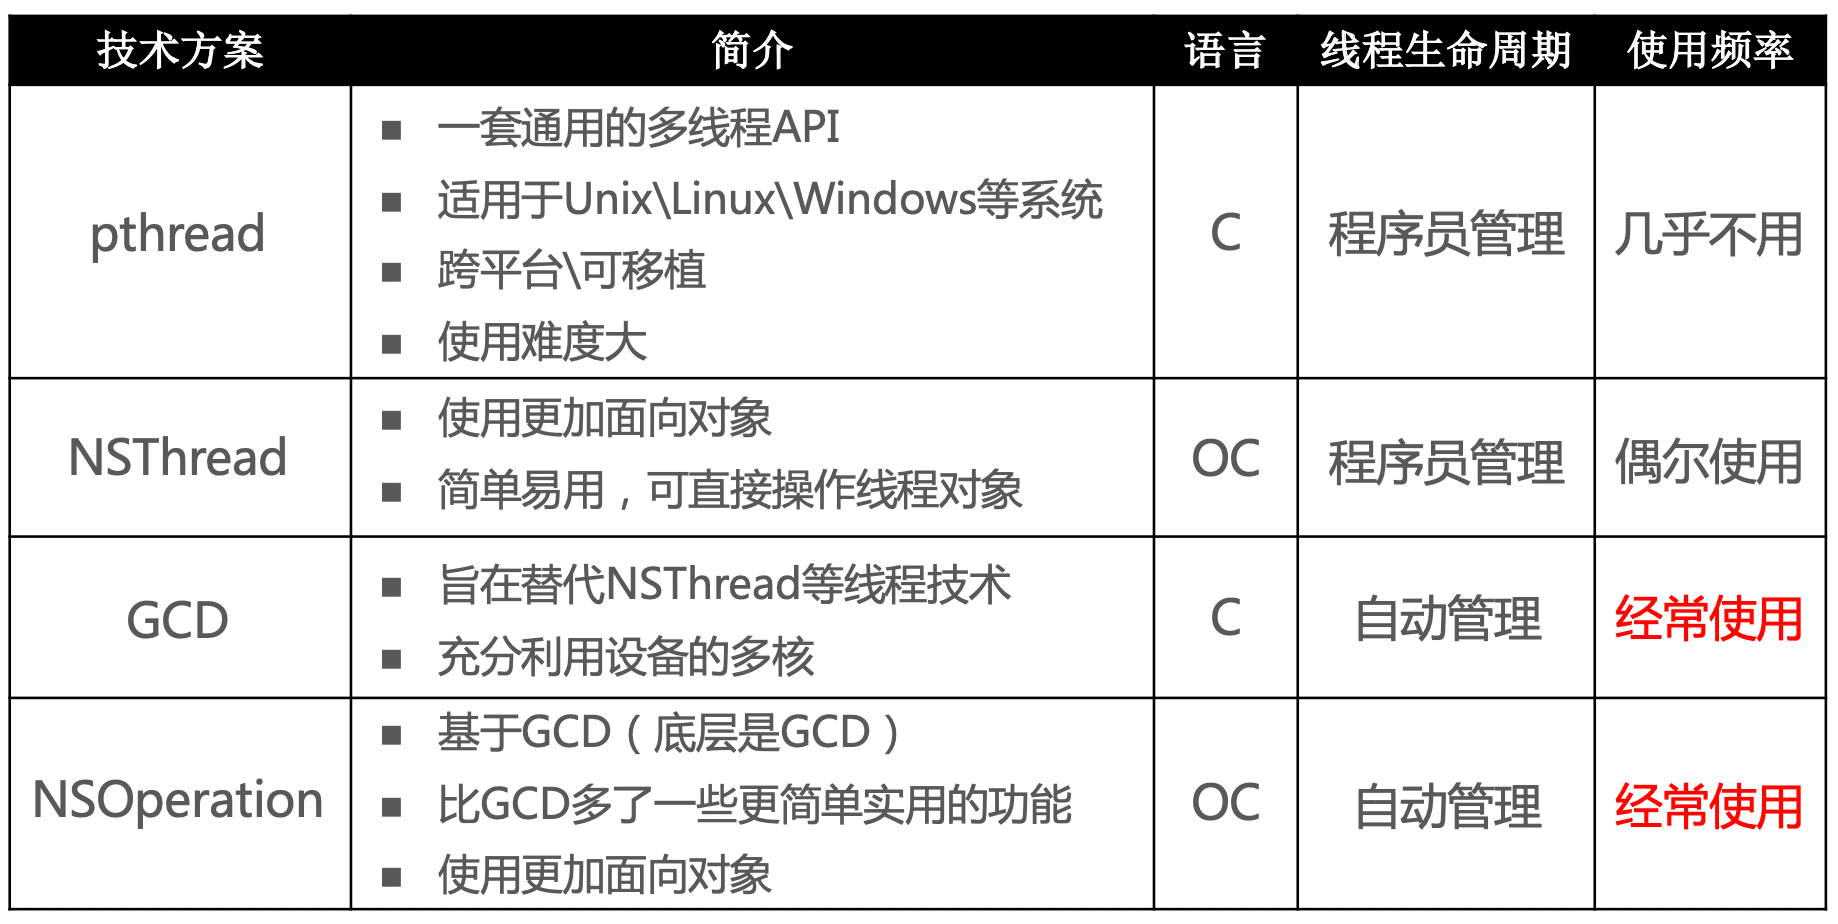 技术方案 简介 语言 线程生命周期 使用频率
pthread
■ 一套通用的多线程API
■ 适用于Unix\Linux\Windows等系统
■ 跨平台\可移植
■ 使用难度大
C
程序员管理
几乎不用
NSThread
■ 使用更加面向对象
■ 简单易用，可直接操作线程对象
OC
程序员管理
偶尔使用
GCD
■ 旨在替代NSThread等线程技术
■ 充分利用设备的多核
C
自动管理
经常使用
NSOperation
■ 基于GCD（底层是GCD）
■ 比GCD多了一些更简单实用的功能
■ 使用更加面向对象
OC
自动管理
经常使用